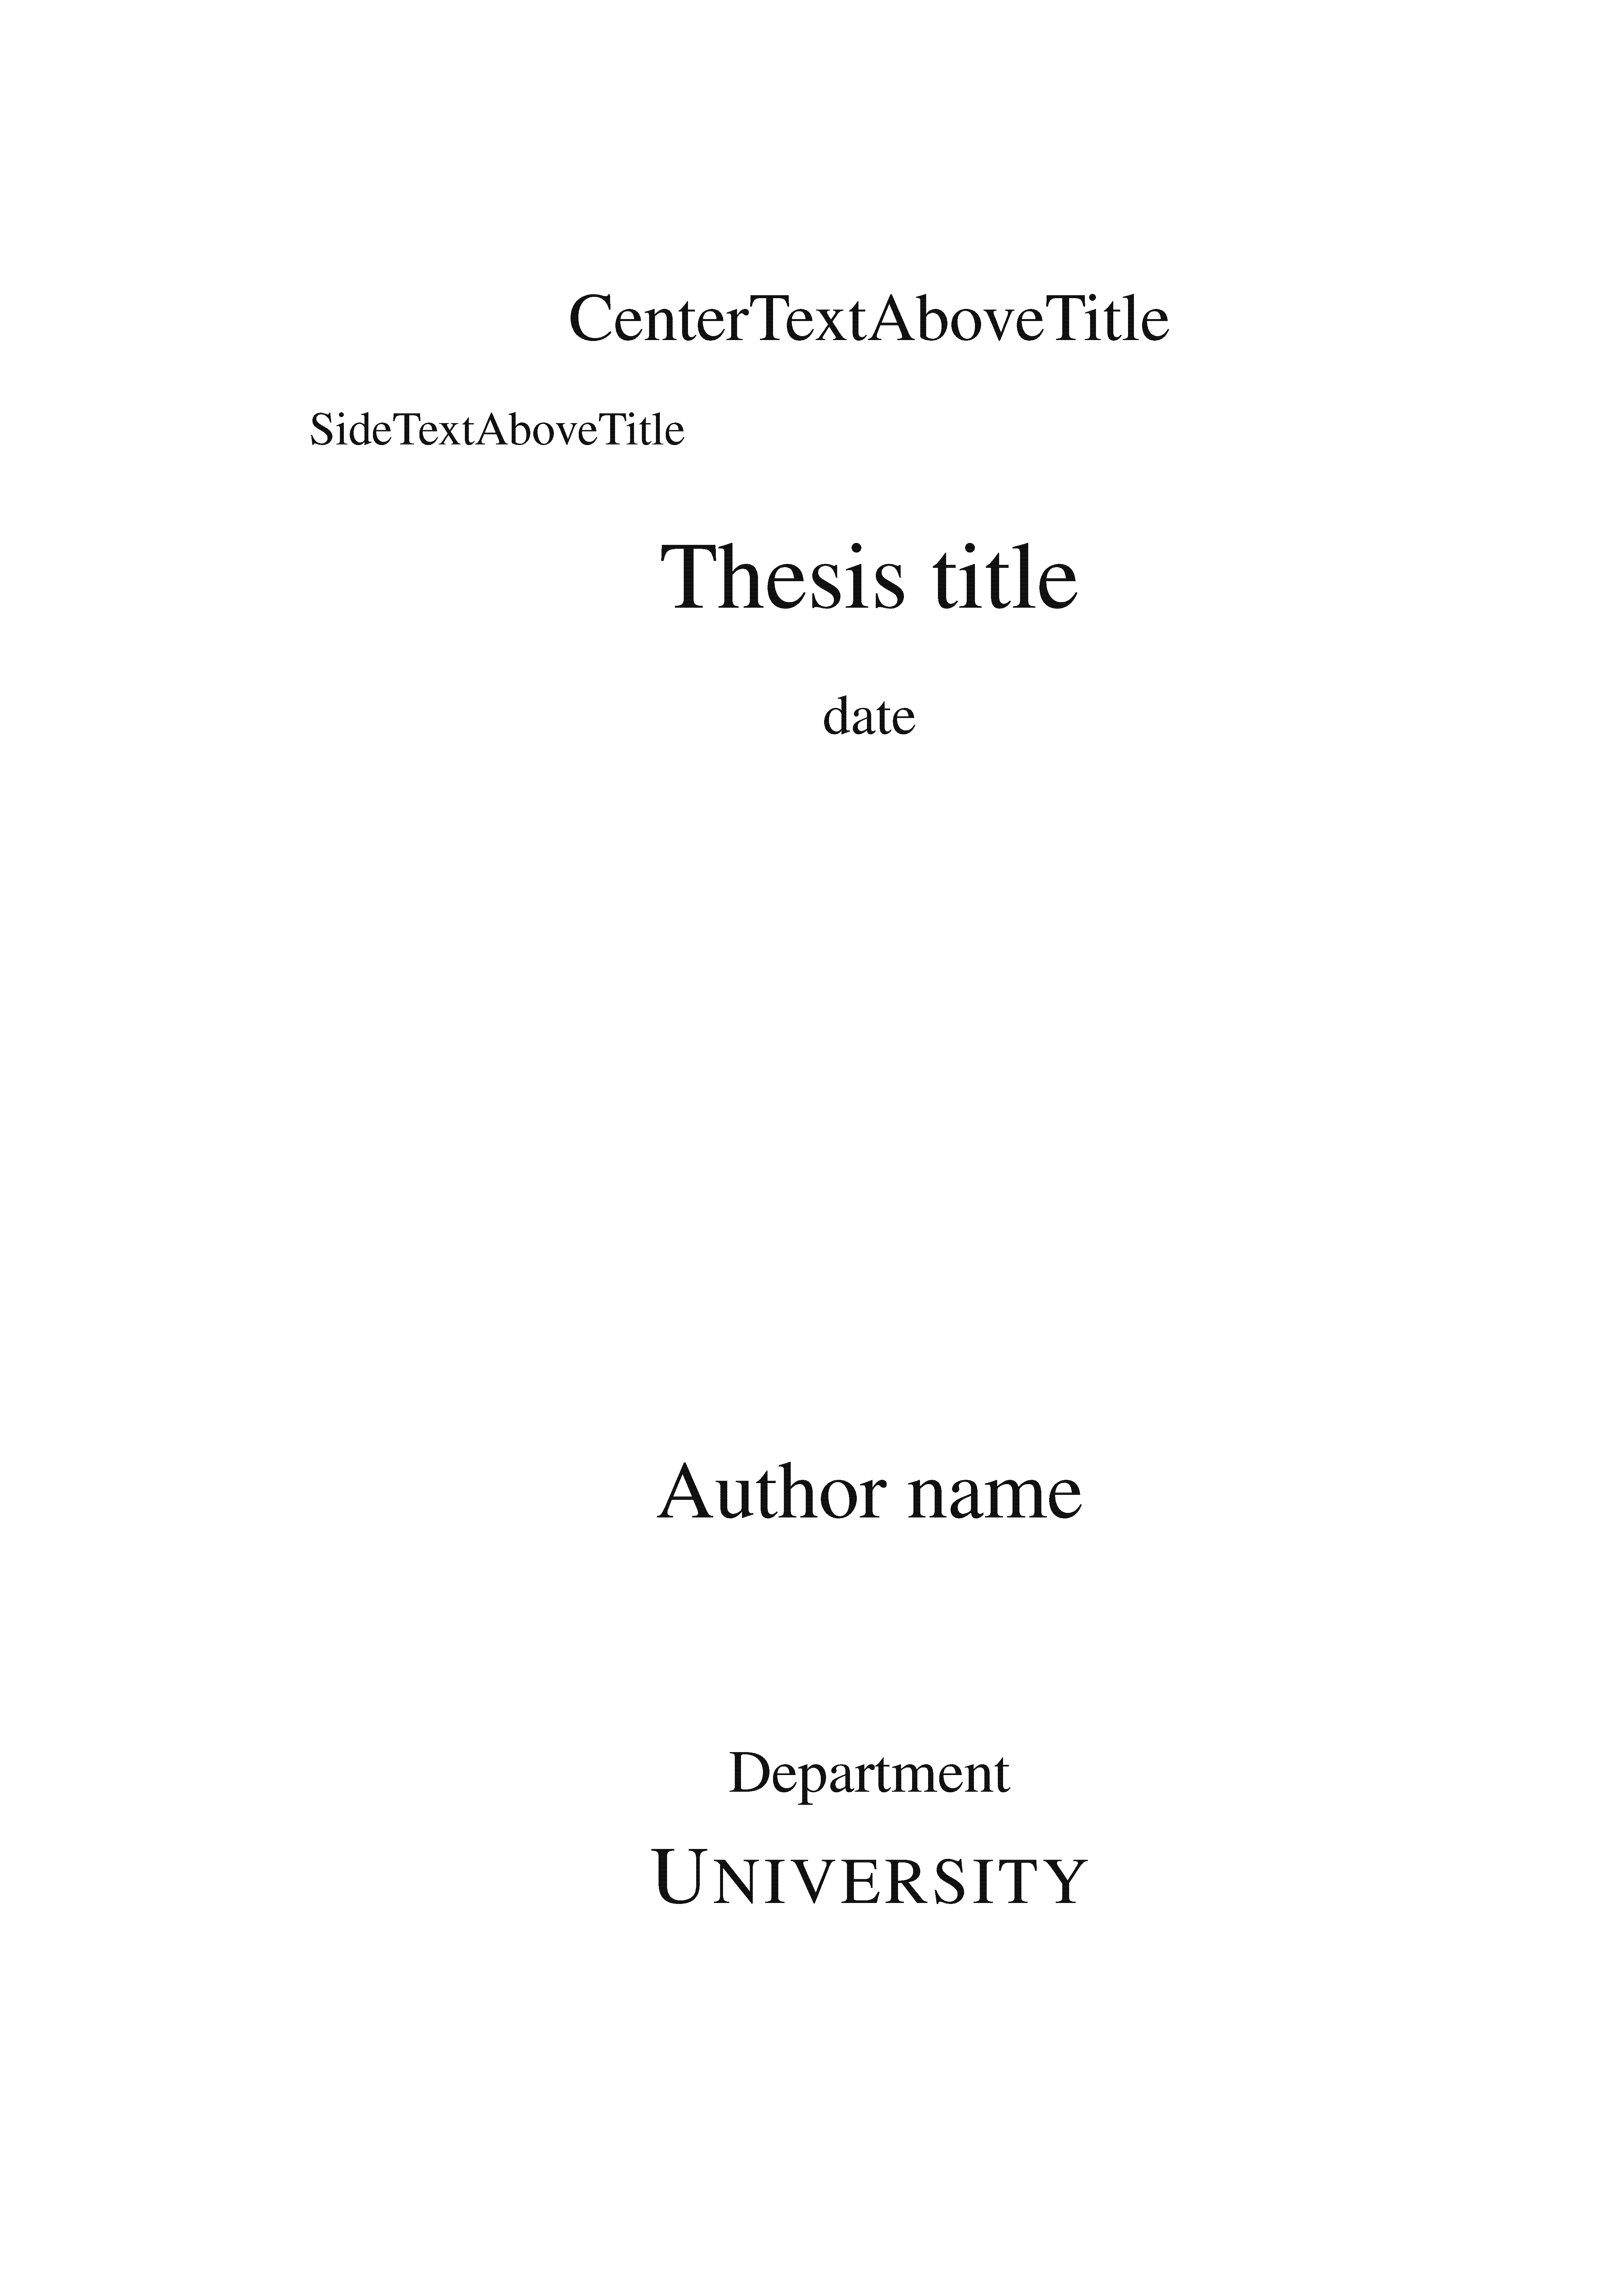 CenterTextAboveTitle
SideTextAboveTitle
Thesis title
date
Author name
Department
UNIVERSITY